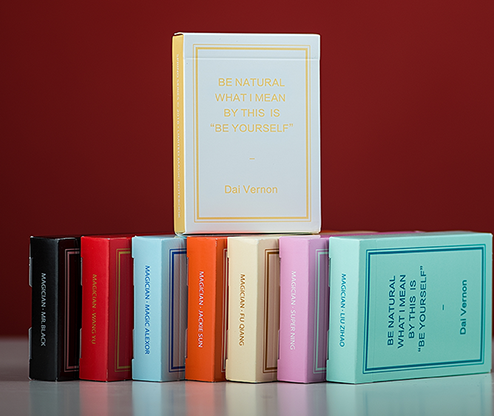 BE NATURAL
WHAT I MEAN
BY THIS IS
"BE YOURSELF"
–
Dai Vernon
MAGICIAN · MR.BLACK
MAGICIAN · WANG YU
MAGICIAN · MAGIC ALEXDR
MAGICIAN · JACKIE SUN
MAGICIAN · FU QIANG
MAGICIAN · SUPER NING
MAGICIAN · LIU ZHAO
BE NATURAL
WHAT I MEAN
BY THIS IS
"BE YOURSELF"
–
Dai Vernon